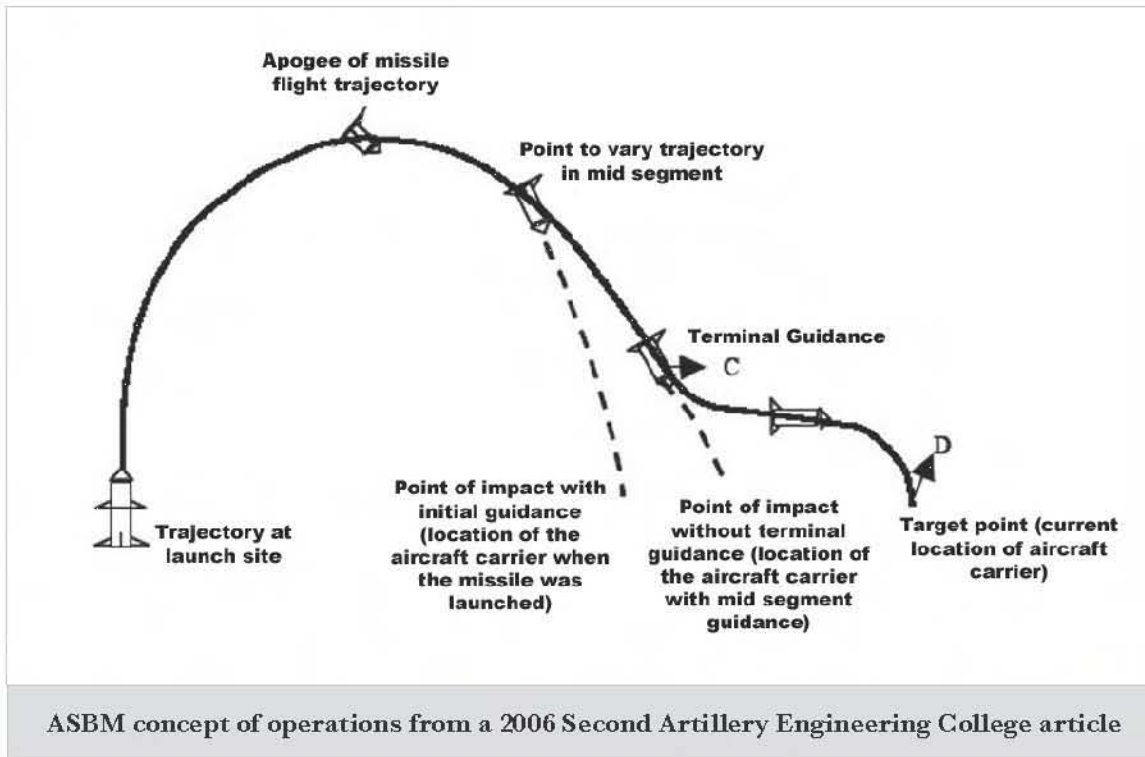 Apogee of missile
flight trajectory
Point to vary trajectory
in mid segment
Terminal Guidance
C
D
Trajectory at
launch site
Point of impact with
initial guidance
(location of the
aircraft carrier when
the missile was
launched)
Point of impact
without terminal
guidance (location of
the aircraft carrier
with mid segment
guidance)
Target point (current
location of aircraft
carrier)
ASBM concept of operations from a 2006 Second Artillery Engineering College article